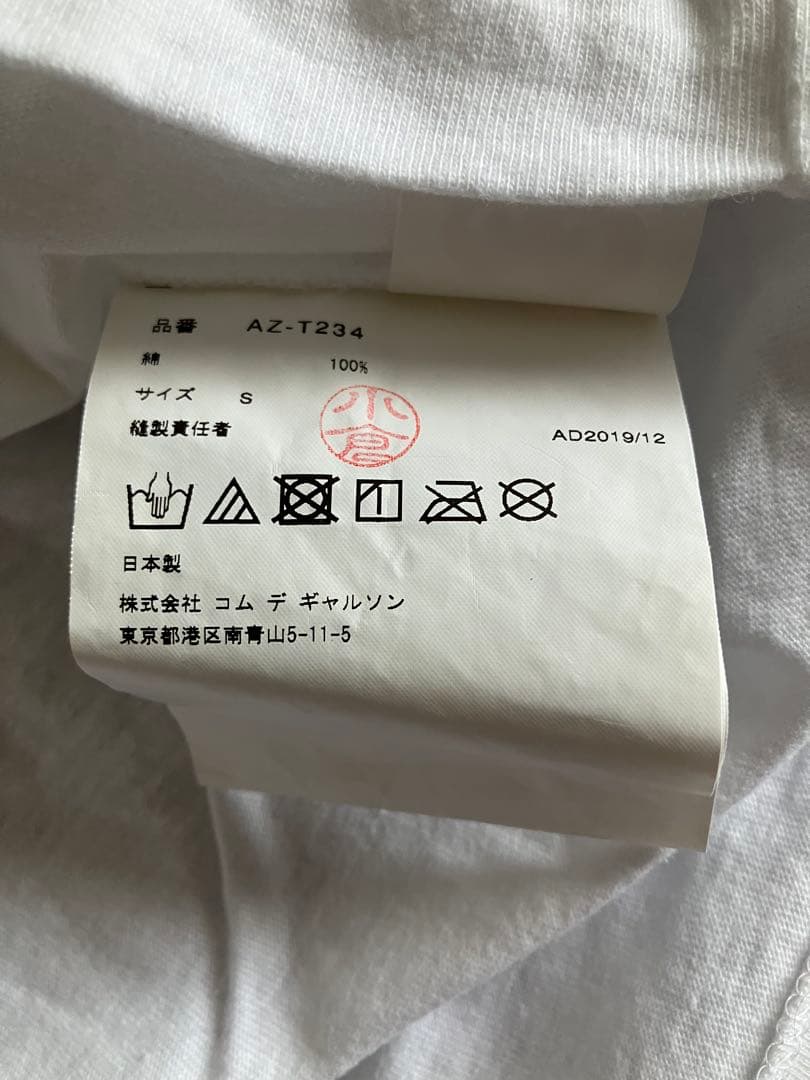 品番 AZ-T234
綿 100%
サイズ S
小倉
縫製責任者 AD2019/12
日本製
株式会社 コム デ ギャルソン
東京都港区南青山5-11-5